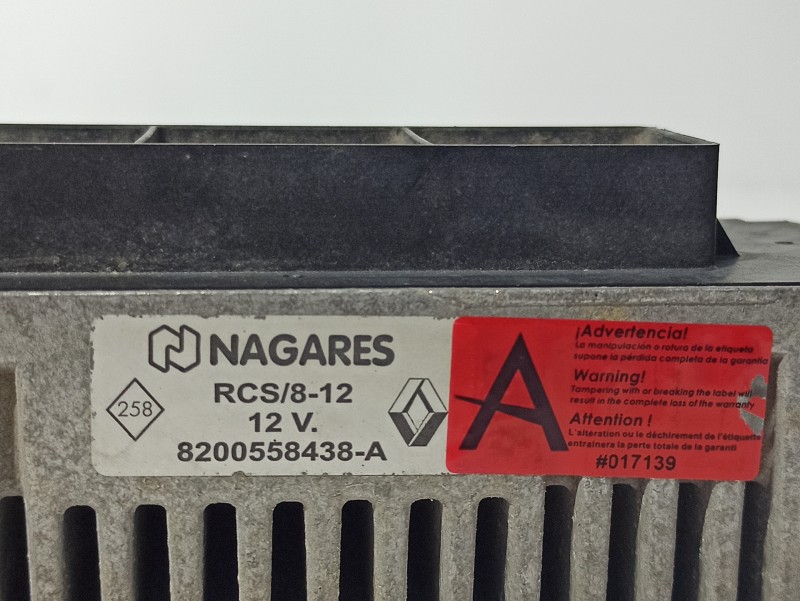 NAGARES
258
RCS/8-12
12 V.
8200558438-A
A
¡Advertencia!
La manipulación o rotura de la etiqueta
supone la pérdida completa de la garantía
Warning!
Tampering with or breaking the label will
result in the complete loss of the warranty
Attention !
L'altération ou le déchirement de l'étiquette
entraînera la perte totale de la garanti
#017139